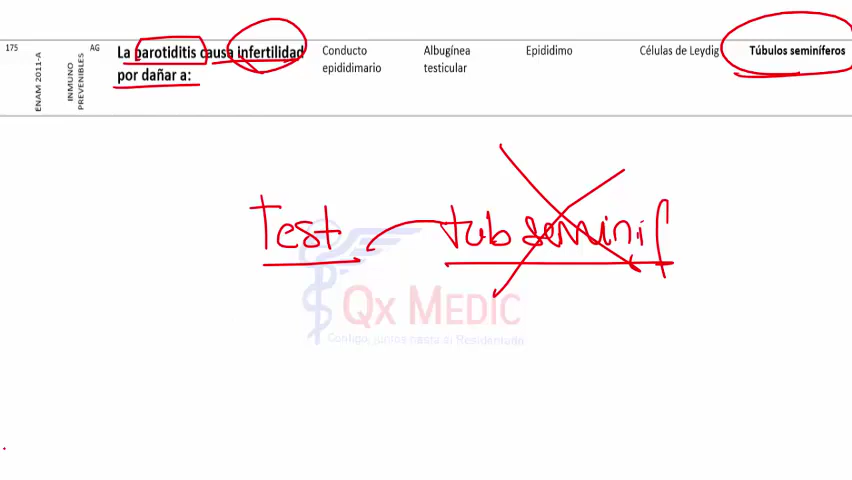 175
ENAM 2011-A
INMUNO
PREVENIBLES
AG
La parotiditis causa infertilidad
por dañar a:
Conducto
epididimario
Albugínea
testicular
Epidídimo
Células de Leydig
Túbulos seminíferos
Test tub seminif
QX MEDIC
Contigo, juntos hasta el Residentado